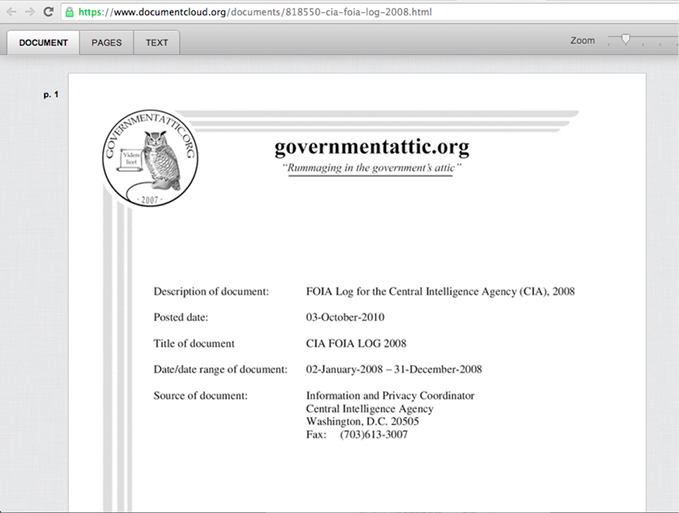 https://www.documentcloud.org/documents/818550-cia-foia-log-2008.html
DOCUMENT PAGES TEXT Zoom
p. 1
GOVERNMENTATTIC.ORG
Videre licet
- 2007 -
governmentattic.org
“Rummaging in the government's attic”
Description of document: FOIA Log for the Central Intelligence Agency (CIA), 2008
Posted date: 03-October-2010
Title of document CIA FOIA LOG 2008
Date/date range of document: 02-January-2008 – 31-December-2008
Source of document: Information and Privacy Coordinator
Central Intelligence Agency
Washington, D.C. 20505
Fax: (703)613-3007